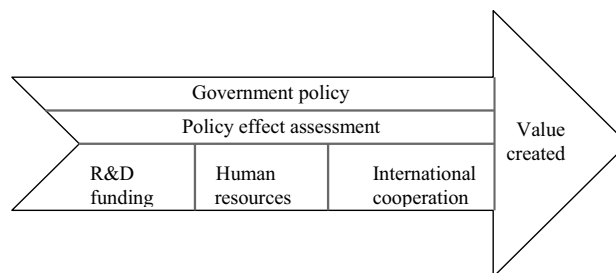 Government policy
Policy effect assessment
R&D
funding
Human
resources
International
cooperation
Value
created